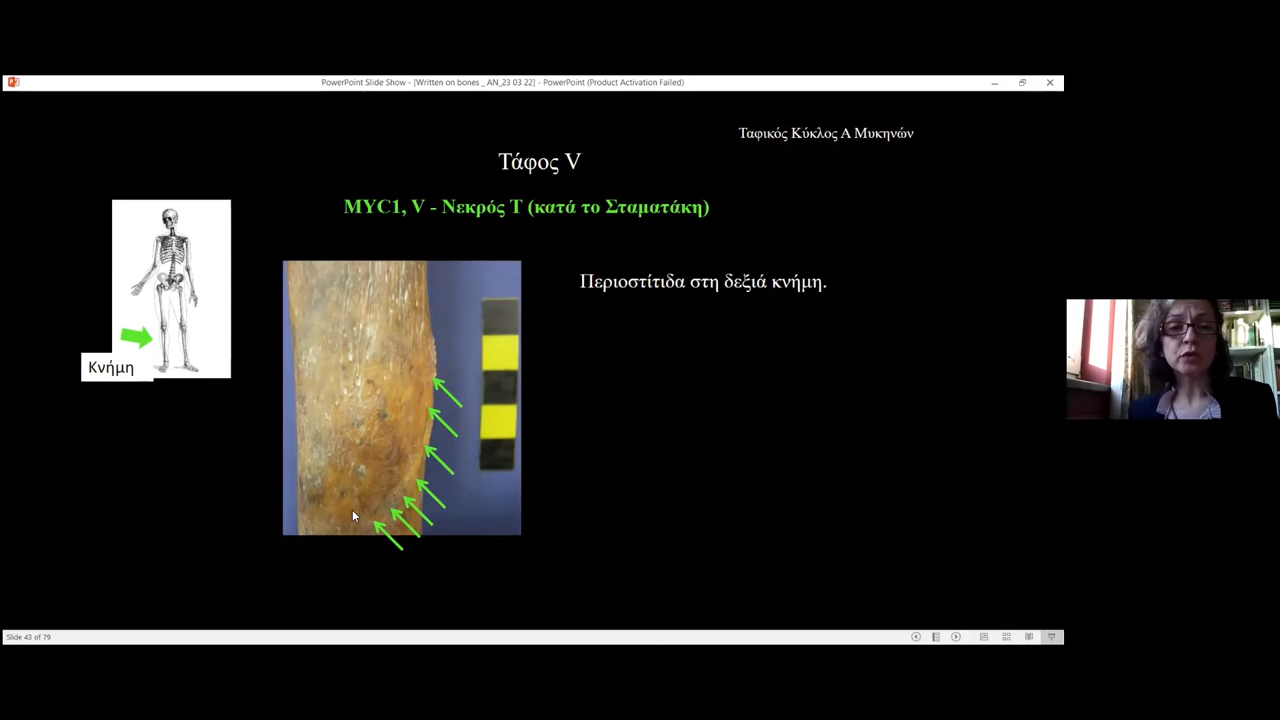 PowerPoint Slide Show - [Written on bones _ AN_23 03 22] - PowerPoint (Product Activation Failed)
Ταφικός Κύκλος Α Μυκηνών
Τάφος V
MYC1, V - Νεκρός Τ (κατά το Σταματάκη)
Περιοστίτιδα στη δεξιά κνήμη.
Κνήμη
Slide 43 of 79